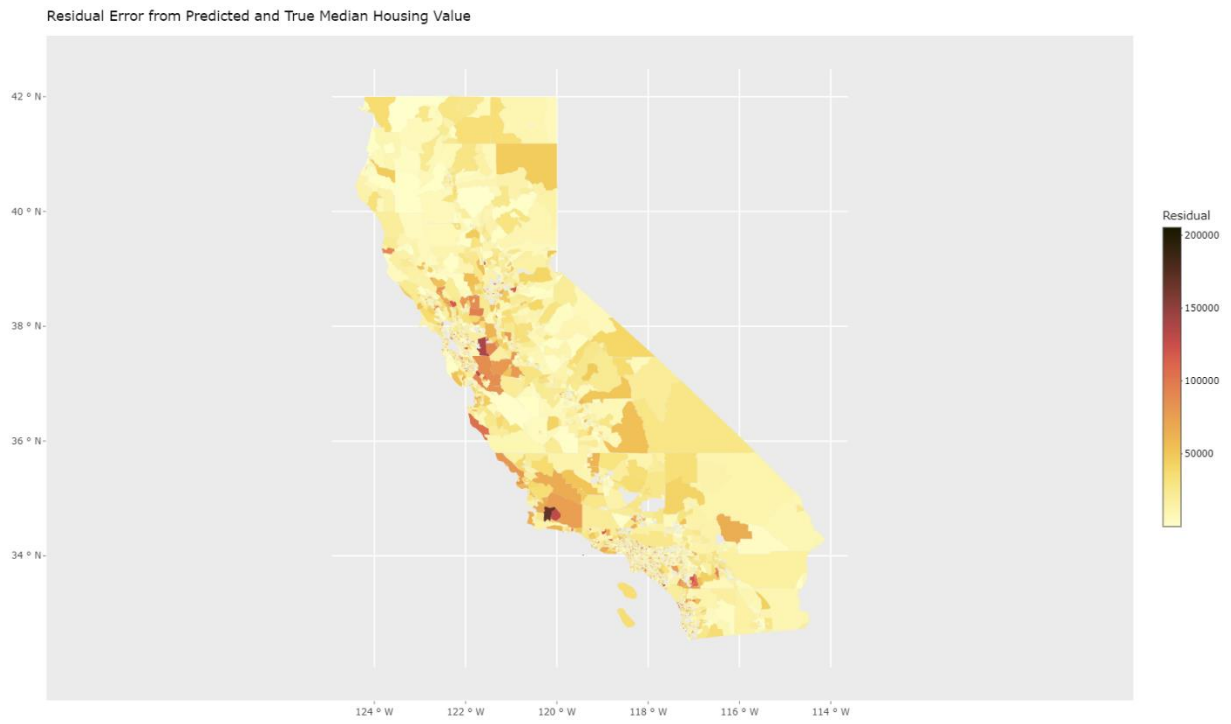 Residual Error from Predicted and True Median Housing Value
42 ° N
40 ° N
38 ° N
36 ° N
34 ° N
124 ° W 122 ° W 120 ° W 118 ° W 116 ° W 114 ° W
Residual
200000
150000
100000
50000